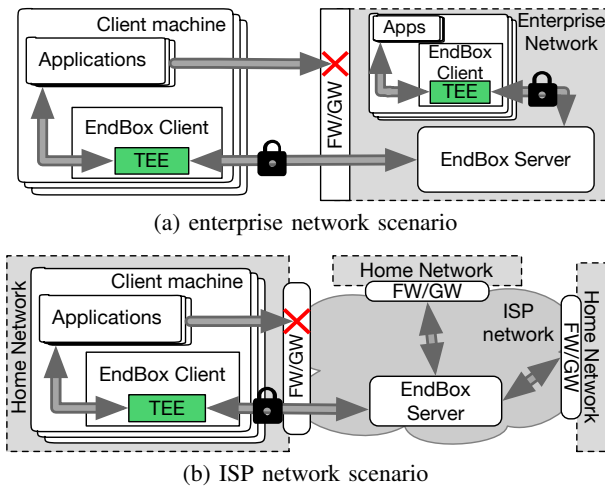 Client machine
Applications
EndBox Client
TEE
FW/GW
Enterprise
Network
Apps
EndBox
Client
TEE
EndBox Server
(a) enterprise network scenario
Home Network
Client machine
Applications
EndBox Client
TEE
FW/GW
Home Network
FW/GW
ISP
network
EndBox
Server
FW/GW
Home Network
(b) ISP network scenario